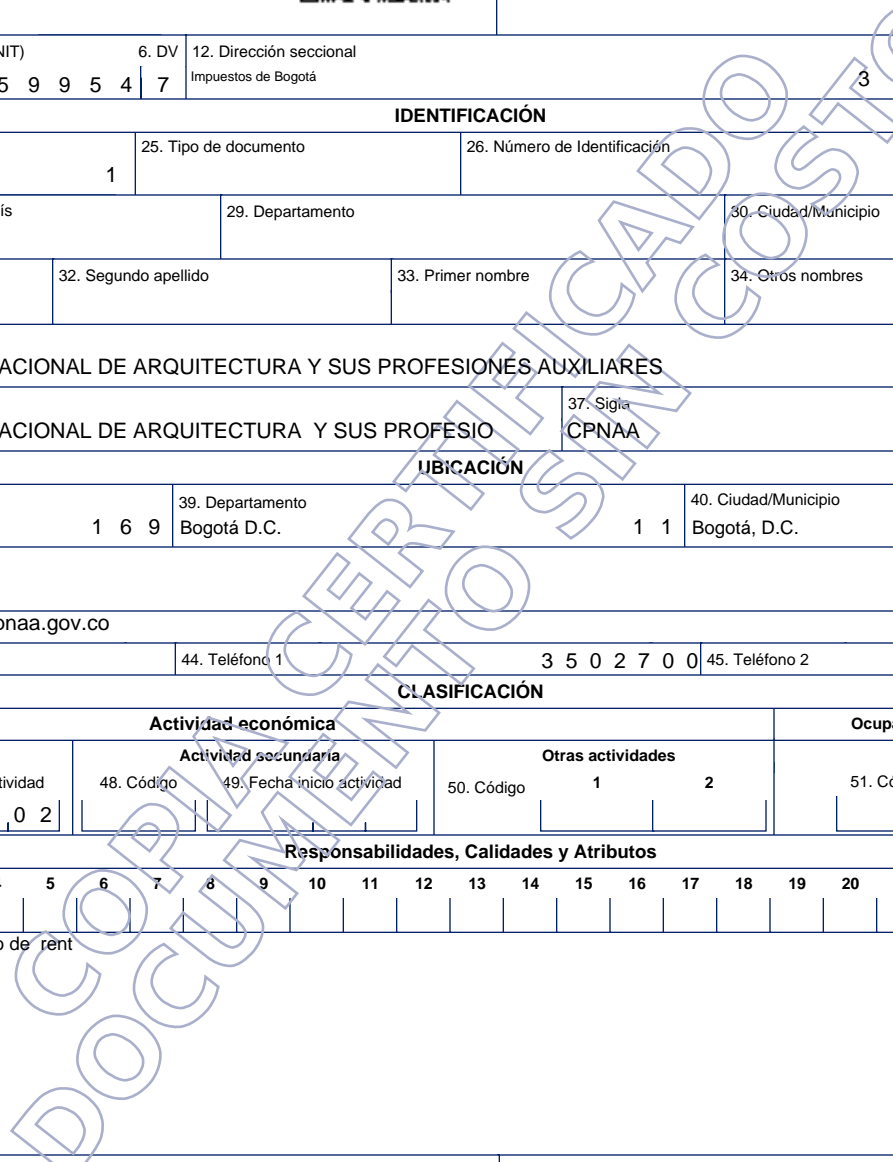 NIT) 6. DV 12. Dirección seccional
5 9 9 5 4 7 Impuestos de Bogotá 3
IDENTIFICACIÓN
25. Tipo de documento 26. Número de Identificación
1
ís 29. Departamento 30. Ciudad/Municipio
32. Segundo apellido 33. Primer nombre 34. Otros nombres
ACIONAL DE ARQUITECTURA Y SUS PROFESIONES AUXILIARES
37. Sigla
ACIONAL DE ARQUITECTURA Y SUS PROFESIO CPNAA
UBICACIÓN
39. Departamento 40. Ciudad/Municipio
1 6 9 Bogotá D.C. 1 1 Bogotá, D.C.
naa.gov.co
44. Teléfono 1 3 5 0 2 7 0 0 45. Teléfono 2
CLASIFICACIÓN
Actividad económica Ocup
Actividad secundaria Otras actividades
tividad 48. Código 49. Fecha inicio actividad 50. Código 1 2 51. Có
0 2
Responsabilidades, Calidades y Atributos
5 6 7 8 9 10 11 12 13 14 15 16 17 18 19 20
o de rent
COPIA CERTIFICADO
DOCUMENTO SIN COSTO